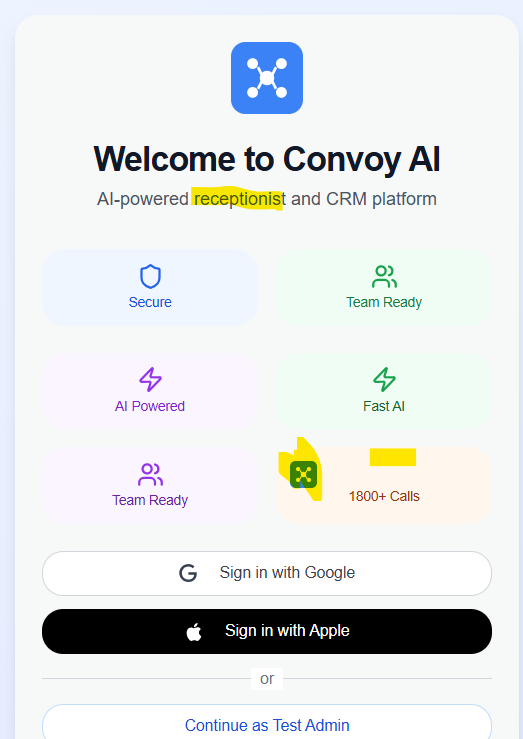 Welcome to Convoy AI
AI-powered receptionist and CRM platform
Secure
Team Ready
AI Powered
Fast AI
Team Ready
1800+ Calls
Sign in with Google
Sign in with Apple
or
Continue as Test Admin